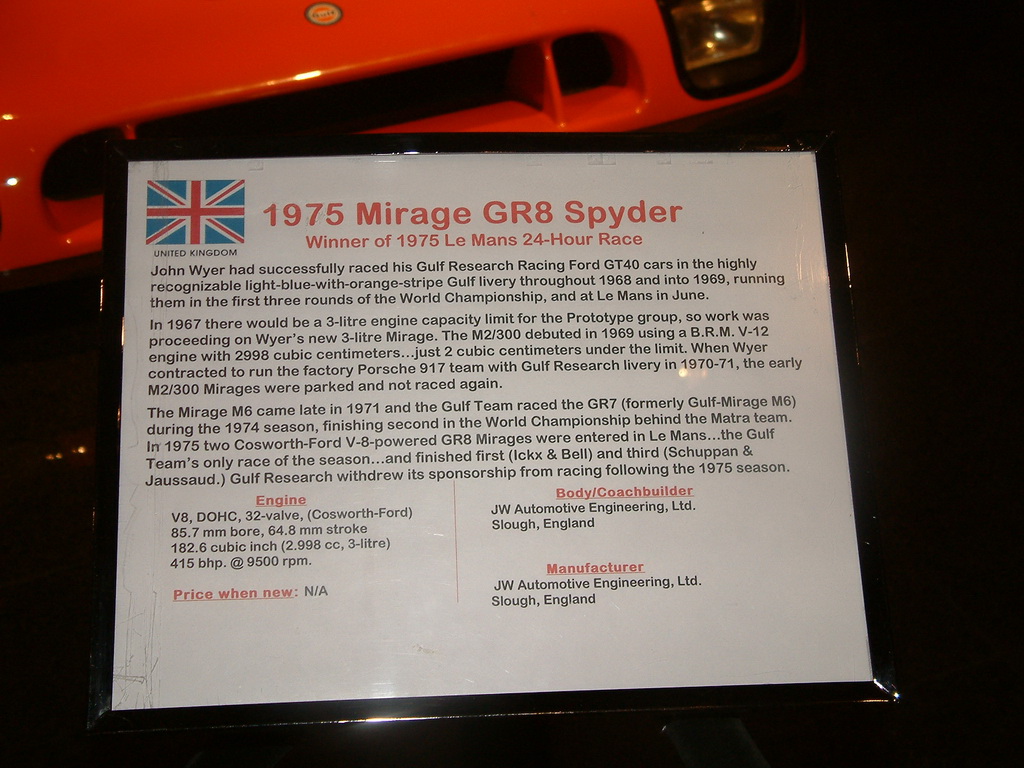 Gulf
1975 Mirage GR8 Spyder
Winner of 1975 Le Mans 24-Hour Race
UNITED KINGDOM
John Wyer had successfully raced his Gulf Research Racing Ford GT40 cars in the highly
recognizable light-blue-with-orange-stripe Gulf livery throughout 1968 and into 1969, running
them in the first three rounds of the World Championship, and at Le Mans in June.
In 1967 there would be a 3-litre engine capacity limit for the Prototype group, so work was
proceeding on Wyer's new 3-litre Mirage. The M2/300 debuted in 1969 using a B.R.M. V-12
engine with 2998 cubic centimeters...just 2 cubic centimeters under the limit. When Wyer
contracted to run the factory Porsche 917 team with Gulf Research livery in 1970-71, the early
M2/300 Mirages were parked and not raced again.
The Mirage M6 came late in 1971 and the Gulf Team raced the GR7 (formerly Gulf-Mirage M6)
during the 1974 season, finishing second in the World Championship behind the Matra team.
In 1975 two Cosworth-Ford V-8-powered GR8 Mirages were entered in Le Mans...the Gulf
Team's only race of the season...and finished first (Ickx & Bell) and third (Schuppan &
Jaussaud.) Gulf Research withdrew its sponsorship from racing following the 1975 season.
Engine
V8, DOHC, 32-valve, (Cosworth-Ford)
85.7 mm bore, 64.8 mm stroke
182.6 cubic inch (2.998 cc, 3-litre)
415 bhp. @ 9500 rpm.
Price when new: N/A
Body/Coachbuilder
JW Automotive Engineering, Ltd.
Slough, England
Manufacturer
JW Automotive Engineering, Ltd.
Slough, England